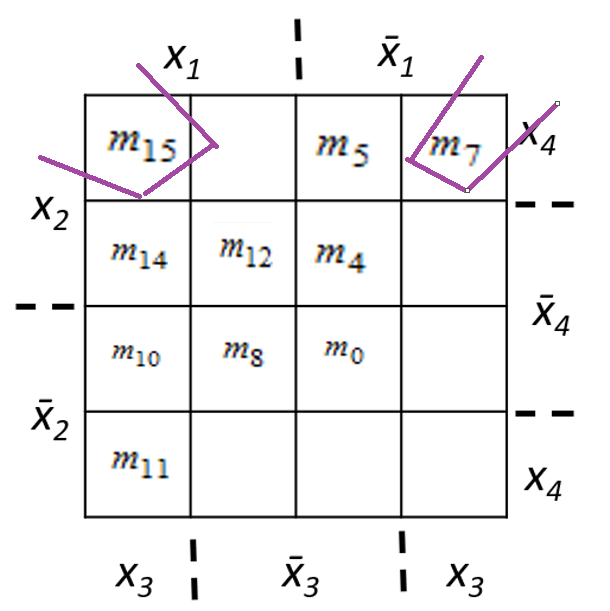 x₁ x̄₁
m₁₅ m₅ m₇ x₄
x₂
m₁₄ m₁₂ m₄
x̄₄
m₁₀ m₈ m₀
x̄₂
m₁₁ x₄
x₃ x̄₃ x₃